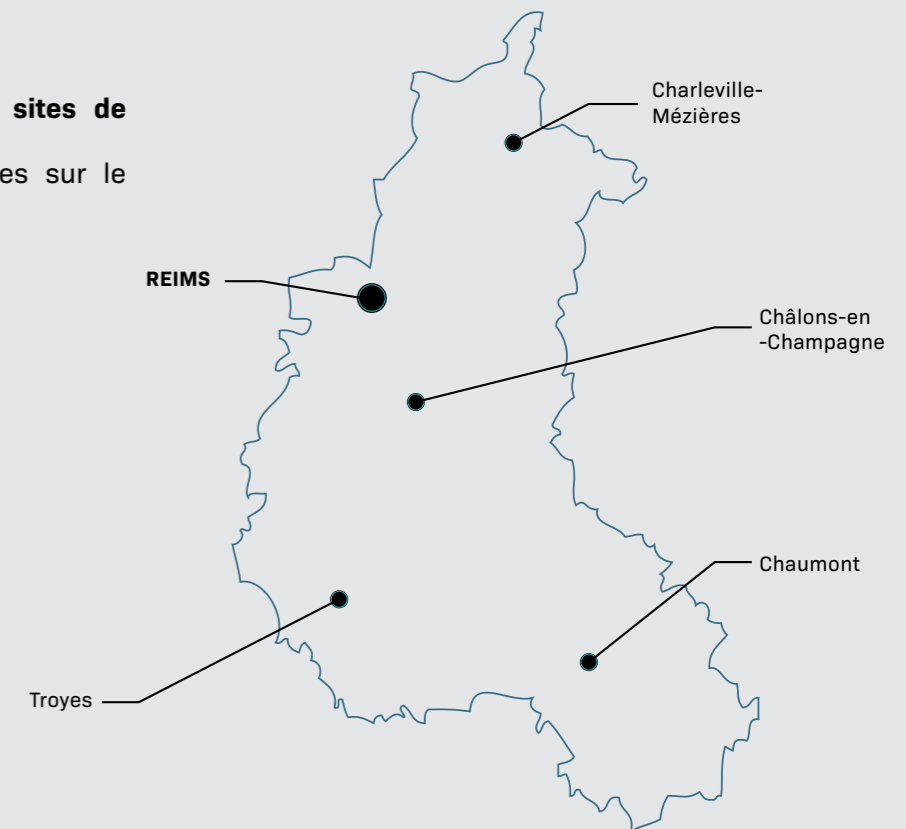 sites de
es sur le
Charleville-
Mézières
REIMS
Châlons-en
-Champagne
Chaumont
Troyes